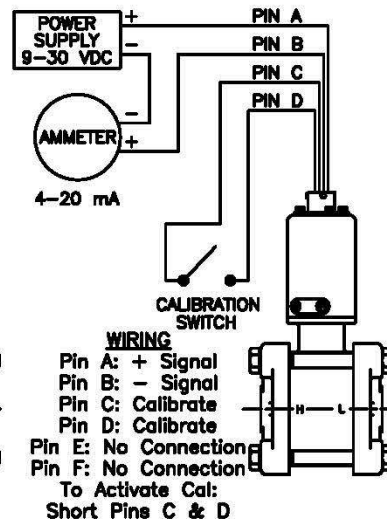 POWER
SUPPLY
9-30 VDC
+
-
PIN A
PIN B
PIN C
PIN D
-
AMMETER
+
4-20 mA
CALIBRATION
SWITCH
WIRING
Pin A: + Signal
Pin B: - Signal
Pin C: Calibrate
Pin D: Calibrate
Pin E: No Connection
Pin F: No Connection
To Activate Cal:
Short Pins C & D
H L